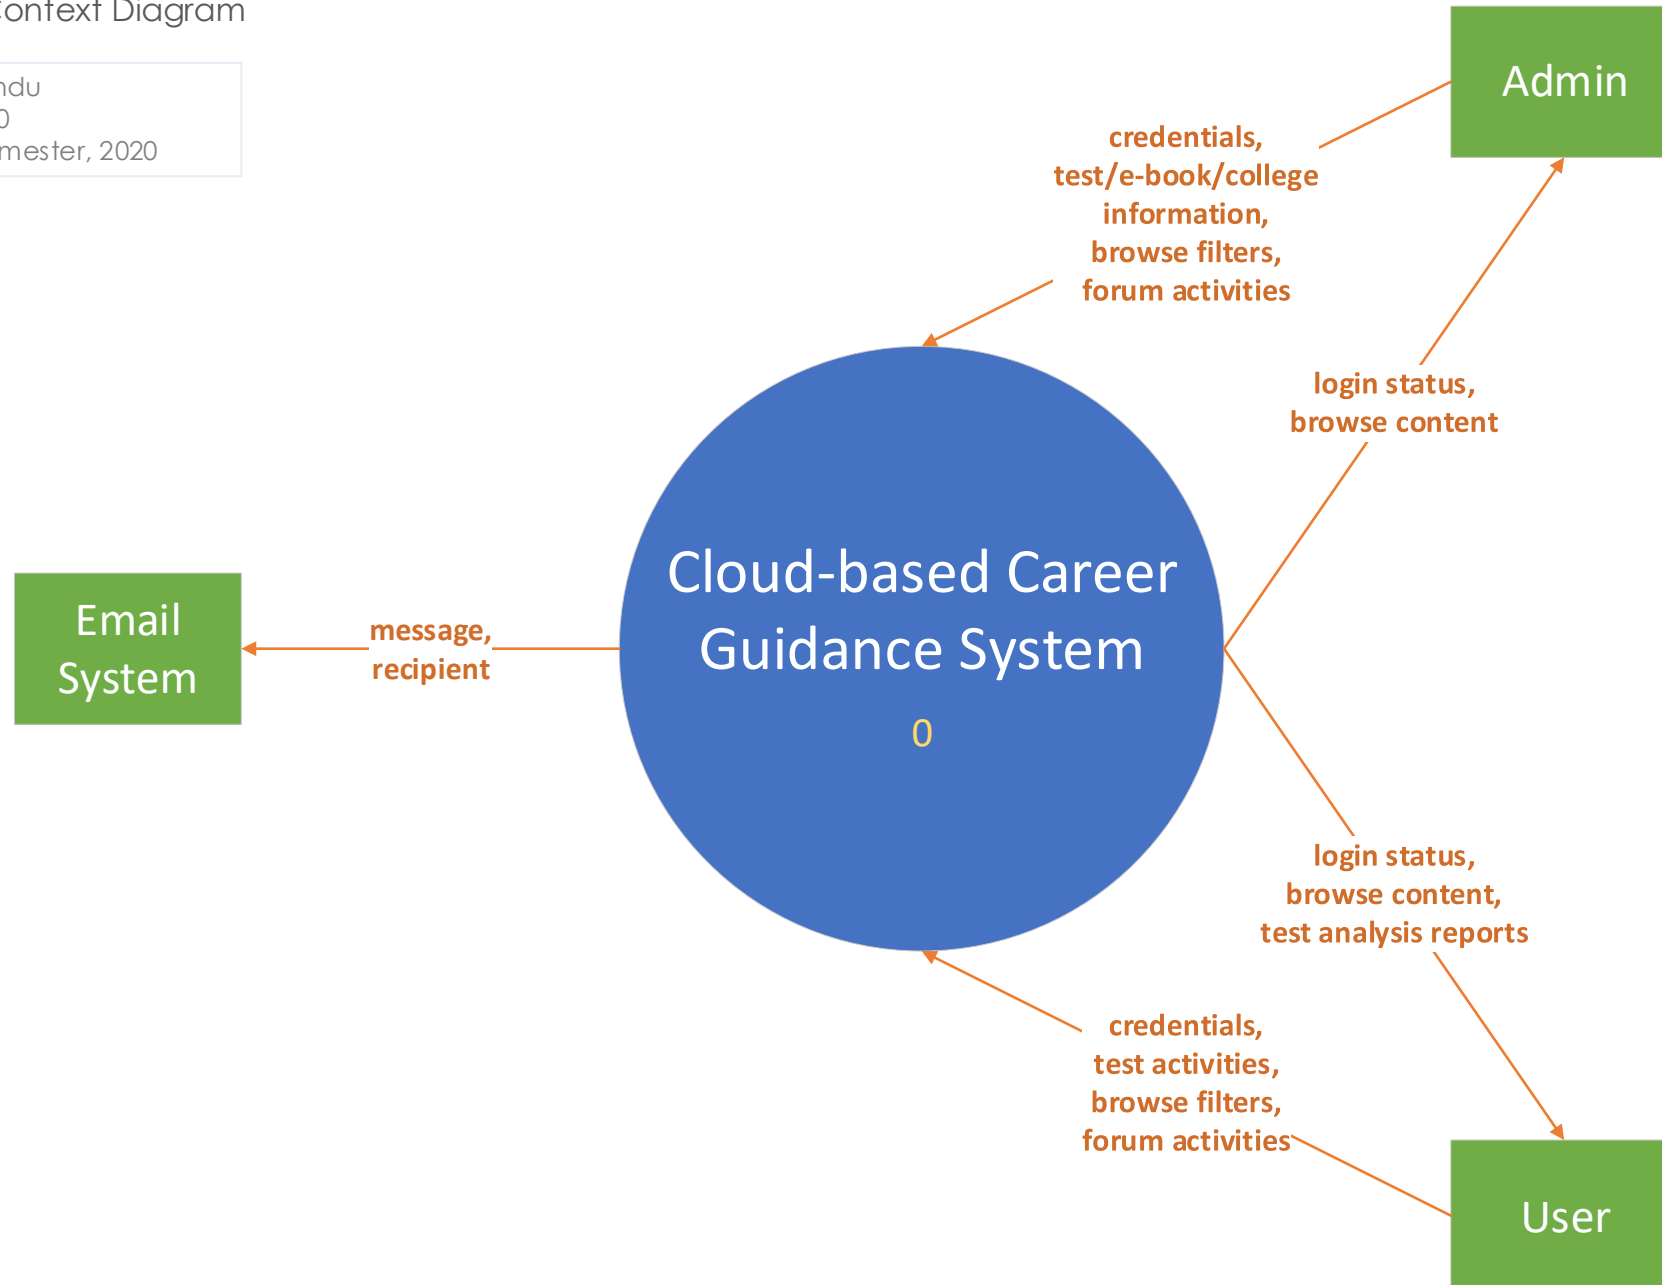 Context Diagram
ndu
0
mester, 2020
Admin
credentials,
test/e-book/college
information,
browse filters,
forum activities
login status,
browse content
Cloud-based Career
Guidance System
0
Email
System
message,
recipient
login status,
browse content,
test analysis reports
credentials,
test activities,
browse filters,
forum activities
User